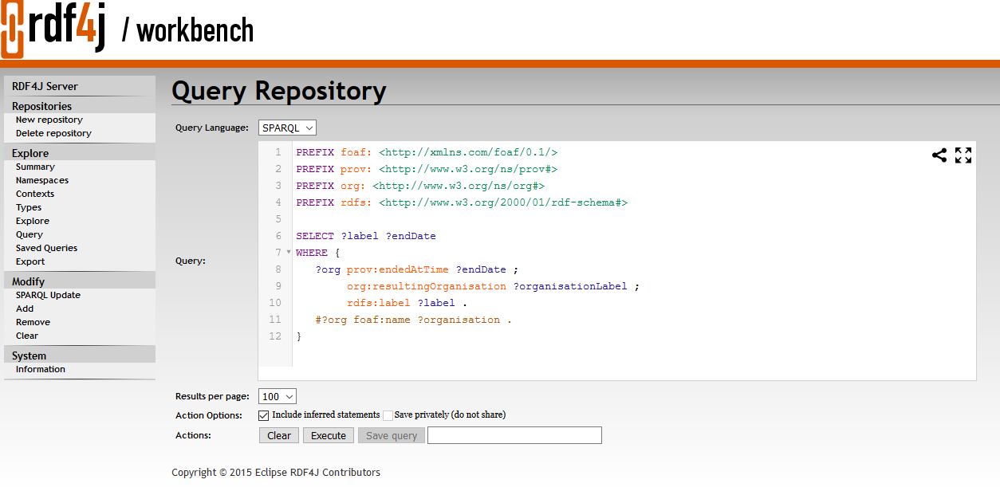 rdf4j / workbench
RDF4J Server
Repositories
New repository
Delete repository
Explore
Summary
Namespaces
Contexts
Types
Explore
Query
Saved Queries
Export
Modify
SPARQL Update
Add
Remove
Clear
System
Information
Query Repository
Query Language: SPARQL
Query:
1 PREFIX foaf: <http://xmlns.com/foaf/0.1/>
2 PREFIX prov: <http://www.w3.org/ns/prov#>
3 PREFIX org: <http://www.w3.org/ns/org#>
4 PREFIX rdfs: <http://www.w3.org/2000/01/rdf-schema#>
5
6 SELECT ?label ?endDate
7 WHERE {
8 ?org prov:endedAtTime ?endDate ;
9 org:resultingOrganisation ?organisationLabel ;
10 rdfs:label ?label .
11 #?org foaf:name ?organisation .
12 }
Results per page: 100
Action Options: Include inferred statements Save privately (do not share)
Actions: Clear Execute Save query
Copyright © 2015 Eclipse RDF4J Contributors